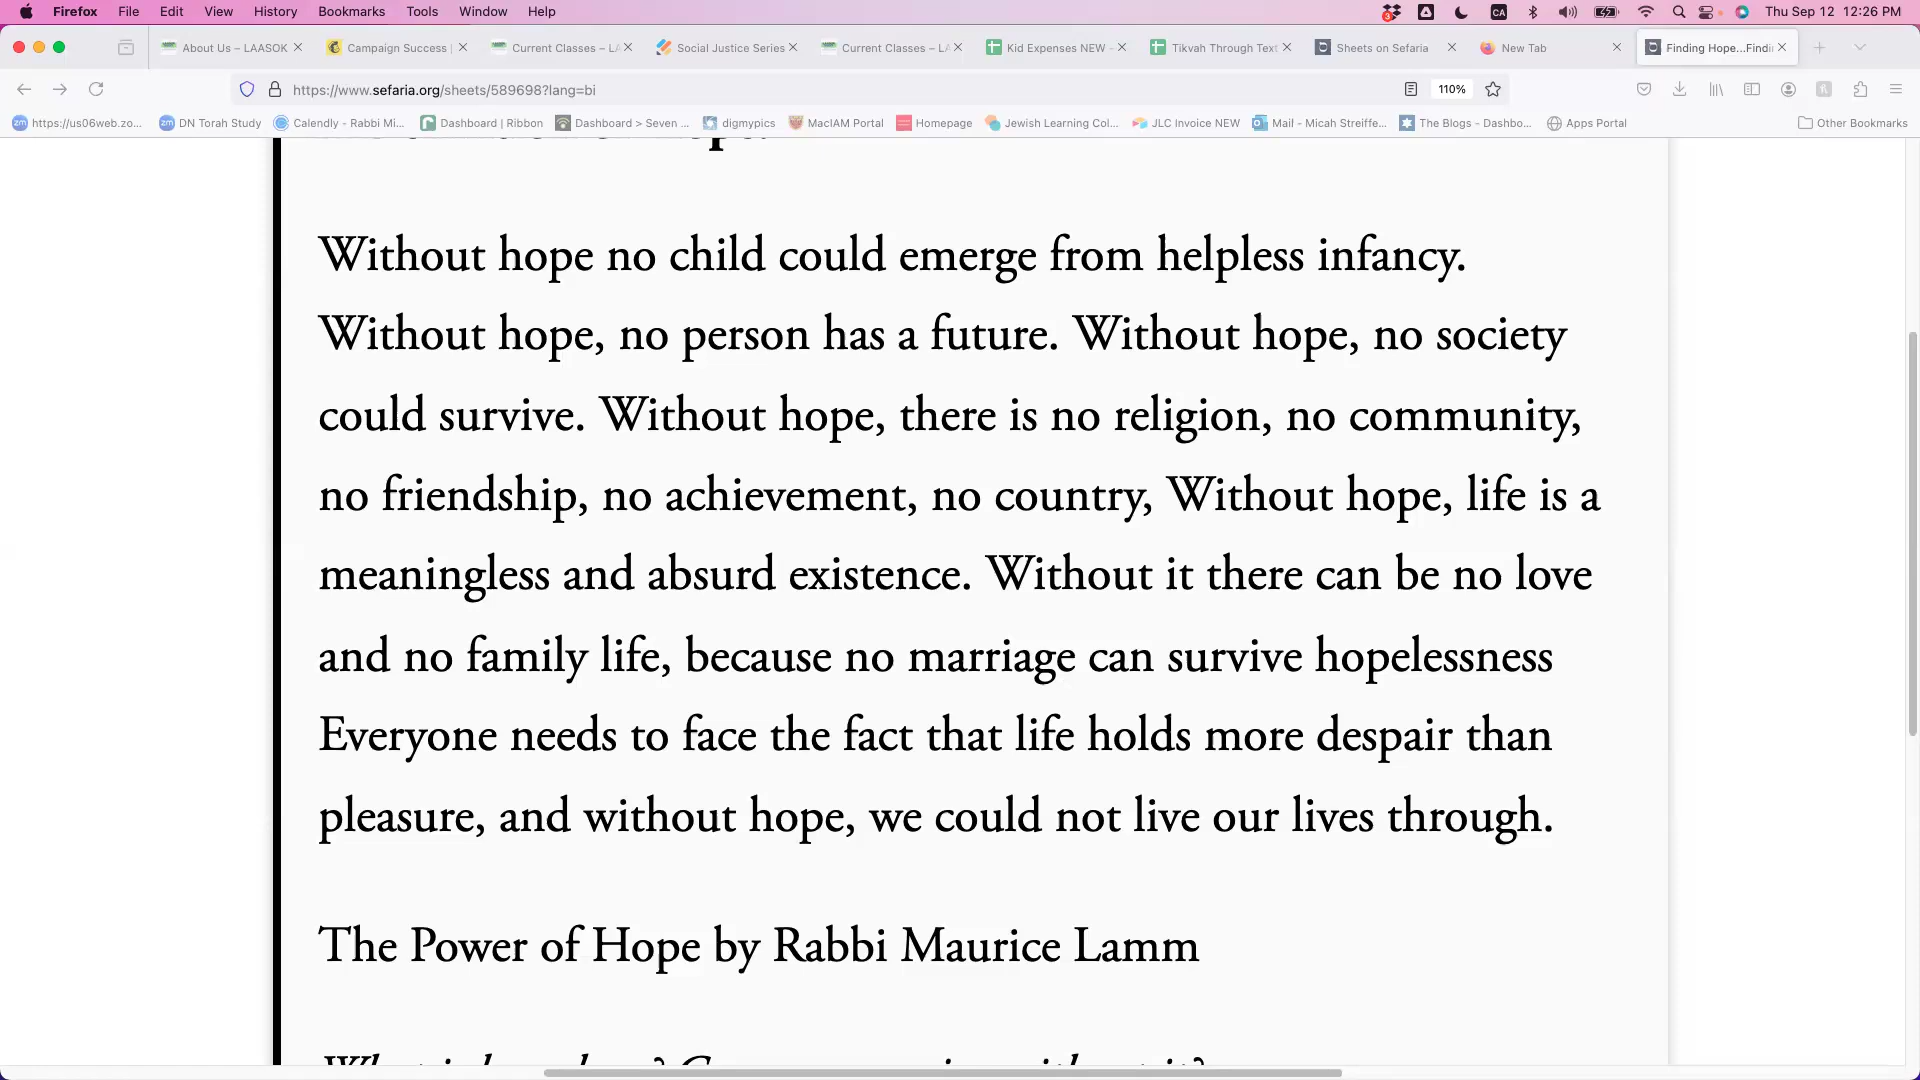 Firefox File Edit View History Bookmarks Tools Window Help
3 CA Thu Sep 12 12:26 PM
About Us – LAASOK
Campaign Success |
Current Classes – LA
Social Justice Series
Current Classes – LA
Kid Expenses NEW -
Tikvah Through Text
Sheets on Sefaria
New Tab
Finding Hope...Findi
https://www.sefaria.org/sheets/589698?lang=bi 110%
https://us06web.zo... DN Torah Study Calendly - Rabbi Mi... Dashboard | Ribbon Dashboard > Seven ... digmypics MacIAM Portal Homepage Jewish Learning Col... JLC Invoice NEW Mail - Micah Streiffe... The Blogs - Dashbo... Apps Portal Other Bookmarks
Without hope no child could emerge from helpless infancy.
Without hope, no person has a future. Without hope, no society
could survive. Without hope, there is no religion, no community,
no friendship, no achievement, no country, Without hope, life is a
meaningless and absurd existence. Without it there can be no love
and no family life, because no marriage can survive hopelessness
Everyone needs to face the fact that life holds more despair than
pleasure, and without hope, we could not live our lives through.
The Power of Hope by Rabbi Maurice Lamm